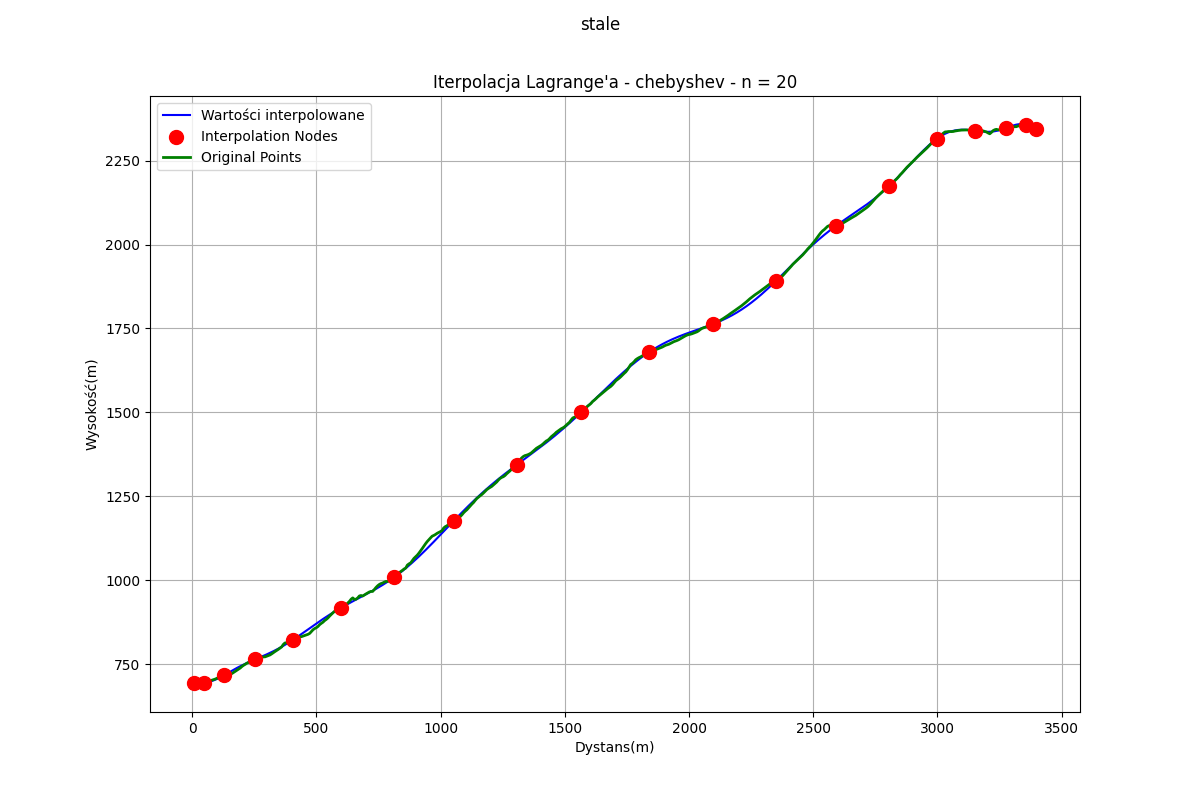 stale
Iterpolacja Lagrange'a - chebyshev - n = 20
Wartości interpolowane
Interpolation Nodes
Original Points
2250
2000
1750
1500
1250
1000
750
Wysokość(m)
0 500 1000 1500 2000 2500 3000 3500
Dystans(m)